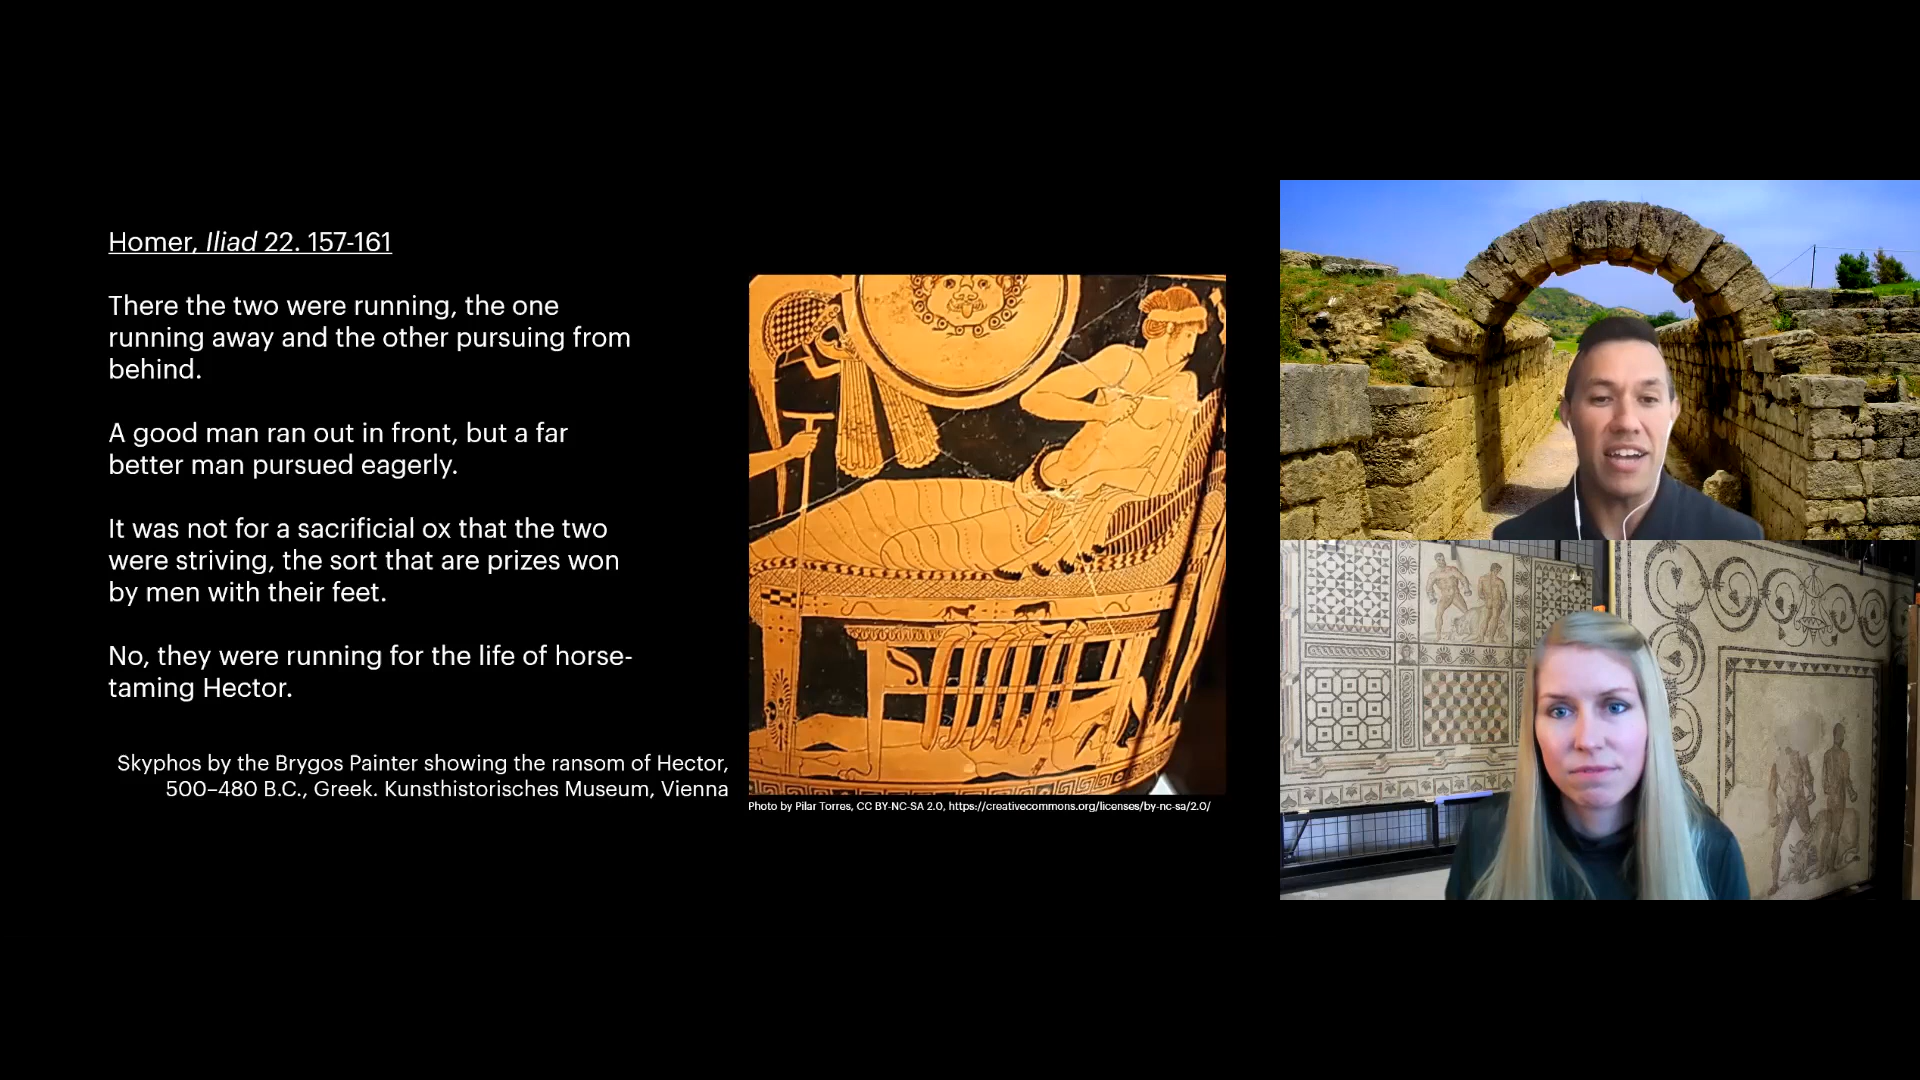 Homer, Iliad 22. 157-161
There the two were running, the one
running away and the other pursuing from
behind.
A good man ran out in front, but a far
better man pursued eagerly.
It was not for a sacrificial ox that the two
were striving, the sort that are prizes won
by men with their feet.
No, they were running for the life of horse-
taming Hector.
Skyphos by the Brygos Painter showing the ransom of Hector,
500–480 B.C., Greek. Kunsthistorisches Museum, Vienna
Photo by Pilar Torres, CC BY-NC-SA 2.0, https://creativecommons.org/licenses/by-nc-sa/2.0/